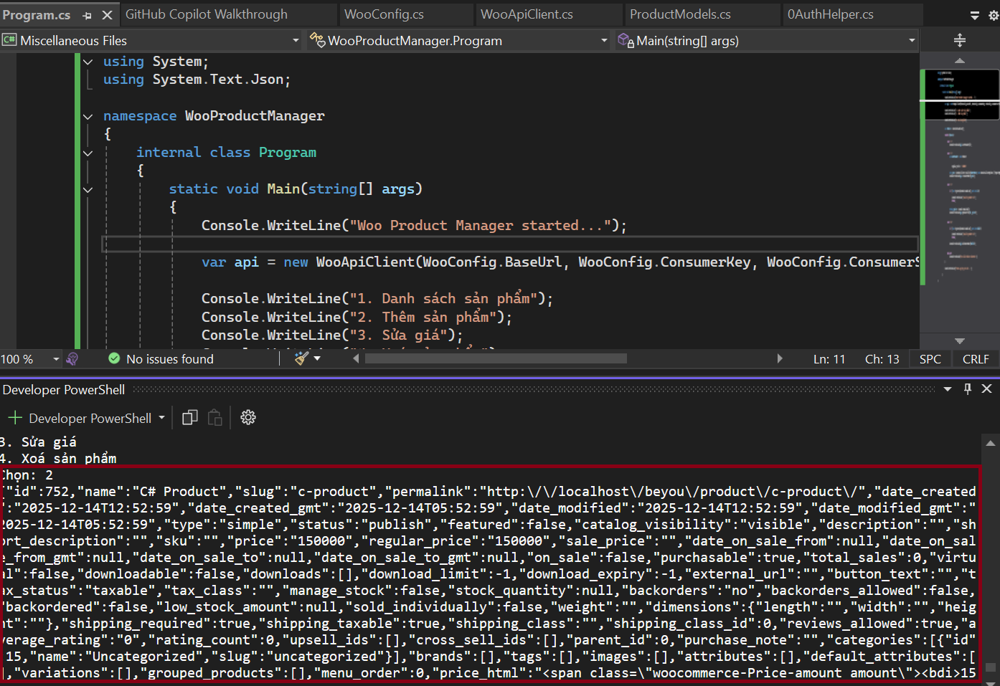 Program.cs
GitHub Copilot Walkthrough
WooConfig.cs
WooApiClient.cs
ProductModels.cs
0AuthHelper.cs
C# Miscellaneous Files
WooProductManager.Program
Main(string[] args)
using System;
using System.Text.Json;
namespace WooProductManager
{
internal class Program
{
static void Main(string[] args)
{
Console.WriteLine("Woo Product Manager started...");
var api = new WooApiClient(WooConfig.BaseUrl, WooConfig.ConsumerKey, WooConfig.ConsumerS
Console.WriteLine("1. Danh sách sản phẩm");
Console.WriteLine("2. Thêm sản phẩm");
Console.WriteLine("3. Sửa giá");
100 %
No issues found
Ln: 11
Ch: 13
SPC
CRLF
Developer PowerShell
Developer PowerShell
3. Sửa giá
4. Xoá sản phẩm
Chọn: 2
{"id":752,"name":"C# Product","slug":"c-product","permalink":"http:\/\/localhost\/beyou\/product\/c-product\/","date_created
":"2025-12-14T12:52:59","date_created_gmt":"2025-12-14T05:52:59","date_modified":"2025-12-14T12:52:59","date_modified_gmt":"
2025-12-14T05:52:59","type":"simple","status":"publish","featured":false,"catalog_visibility":"visible","description":"","sh
ort_description":"","sku":"","price":"150000","regular_price":"150000","sale_price":"","date_on_sale_from":null,"date_on_sal
e_from_gmt":null,"date_on_sale_to":null,"date_on_sale_to_gmt":null,"on_sale":false,"purchasable":true,"total_sales":0,"virtu
al":false,"downloadable":false,"downloads":[],"download_limit":-1,"download_expiry":-1,"external_url":"","button_text":"","t
ax_status":"taxable","tax_class":"","manage_stock":false,"stock_quantity":null,"backorders":"no","backorders_allowed":false,
"backordered":false,"low_stock_amount":null,"sold_individually":false,"weight":"","dimensions":{"length":"","width":"","heig
ht":""},"shipping_required":true,"shipping_taxable":true,"shipping_class":"","shipping_class_id":0,"reviews_allowed":true,"a
verage_rating":"0","rating_count":0,"upsell_ids":[],"cross_sell_ids":[],"parent_id":0,"purchase_note":"","categories":[{"id"
:15,"name":"Uncategorized","slug":"uncategorized"}],"brands":[],"tags":[],"images":[],"attributes":[],"default_attributes":[
],"variations":[],"grouped_products":[],"menu_order":0,"price_html":"<span class=\"woocommerce-Price-amount amount\"><bdi>15